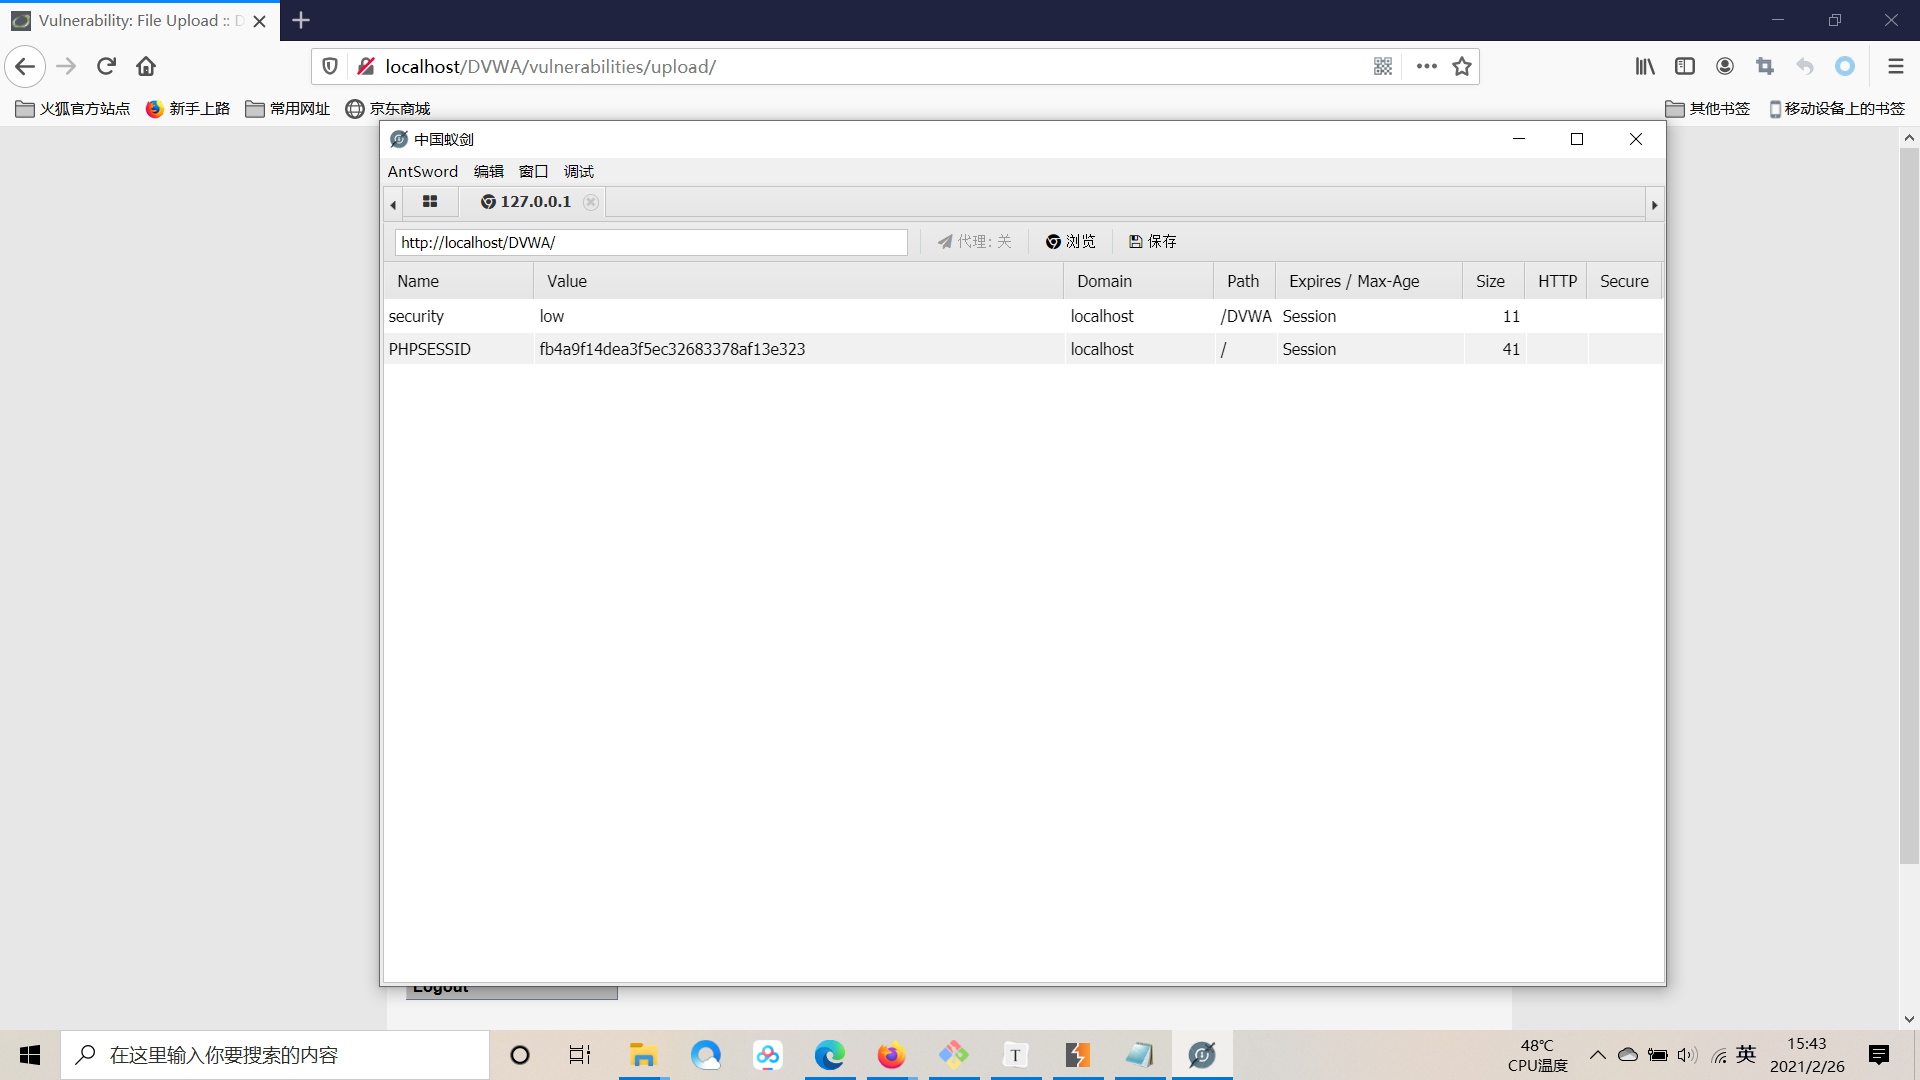 Vulnerability: File Upload :: D
localhost/DVWA/vulnerabilities/upload/
火狐官方站点 新手上路 常用网址 京东商城 其他书签 移动设备上的书签
中国蚁剑
AntSword 编辑 窗口 调试
127.0.0.1
http://localhost/DVWA/ 代理: 关 浏览 保存
Name Value Domain Path Expires / Max-Age Size HTTP Secure
security low localhost /DVWA Session 11
PHPSESSID fb4a9f14dea3f5ec32683378af13e323 localhost / Session 41
Logout
在这里输入你要搜索的内容
T
48℃
CPU温度
英
15:43
2021/2/26